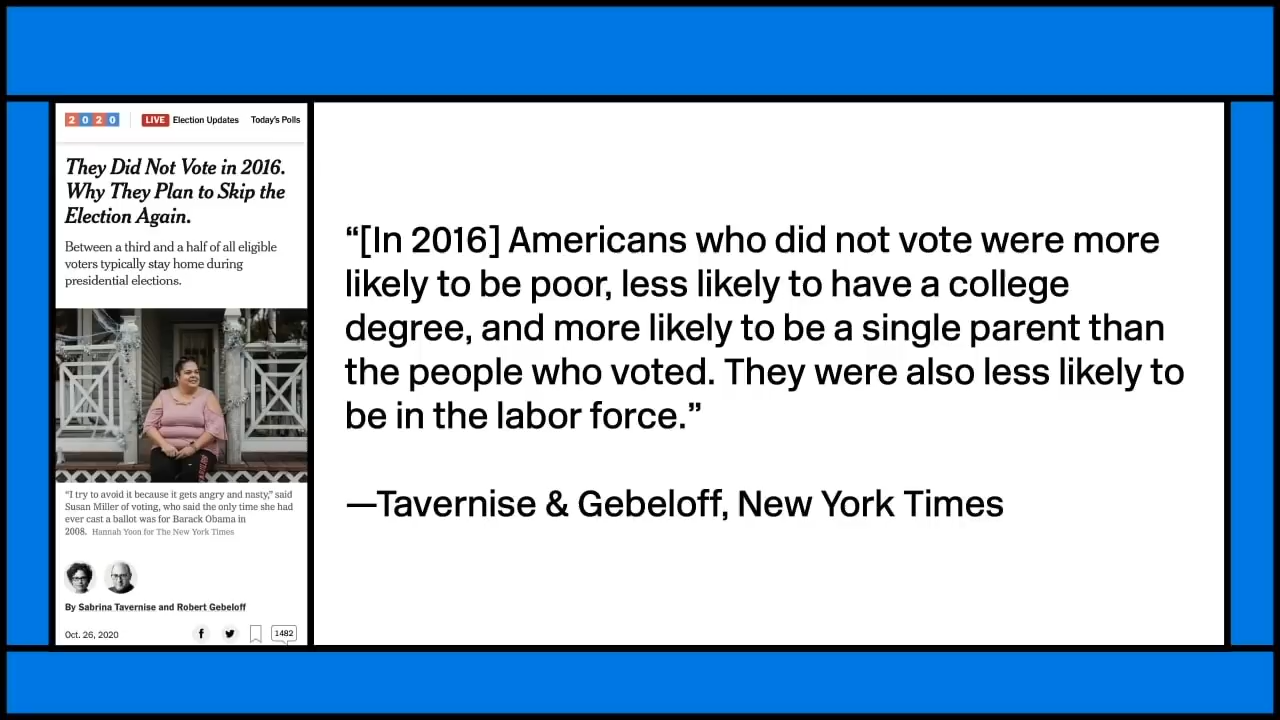 2020
LIVE Election Updates Today's Polls
They Did Not Vote in 2016.
Why They Plan to Skip the
Election Again.
Between a third and a half of all eligible
voters typically stay home during
presidential elections.
“I try to avoid it because it gets angry and nasty,” said
Susan Miller of voting, who said the only time she had
ever cast a ballot was for Barack Obama in
2008. Hannah Yoon for The New York Times
By Sabrina Tavernise and Robert Gebeloff
Oct. 26, 2020
1482
“[In 2016] Americans who did not vote were more
likely to be poor, less likely to have a college
degree, and more likely to be a single parent than
the people who voted. They were also less likely to
be in the labor force.”
—Tavernise & Gebeloff, New York Times